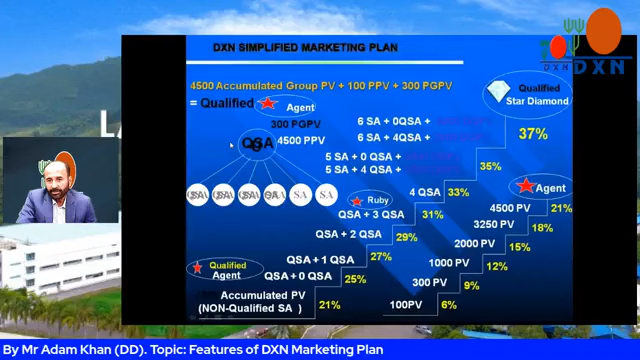 DXN SIMPLIFIED MARKETING PLAN
DXN
DXN
4500 Accumulated Group PV + 100 PPV + 300 PGPV
= Qualified Agent
Qualified
Star Diamond
37%
300 PGPV
4500 PPV
6 SA + 0QSA +
6 SA + 4QSA +
5 SA + 0 QSA +
5 SA + 4 QSA +
35%
SA
SA
Ruby
4 QSA
33%
QSA + 3 QSA
31%
QSA + 2 QSA
29%
QSA + 1 QSA
27%
QSA + 0 QSA
25%
Qualified
Agent
Accumulated PV
(NON-Qualified SA )
21%
Agent
4500 PV
21%
3250 PV
18%
2000 PV
15%
1000 PV
12%
300 PV
9%
100PV
6%
By Mr Adam Khan (DD). Topic: Features of DXN Marketing Plan